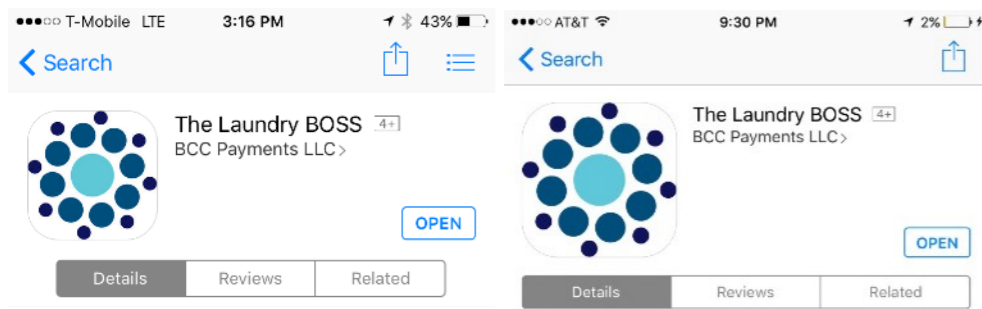 T-Mobile LTE 3:16 PM 43%
Search
The Laundry BOSS 4+
BCC Payments LLC>
OPEN
Details Reviews Related
AT&T 9:30 PM 2%
Search
The Laundry BOSS 4+
BCC Payments LLC>
OPEN
Details Reviews Related